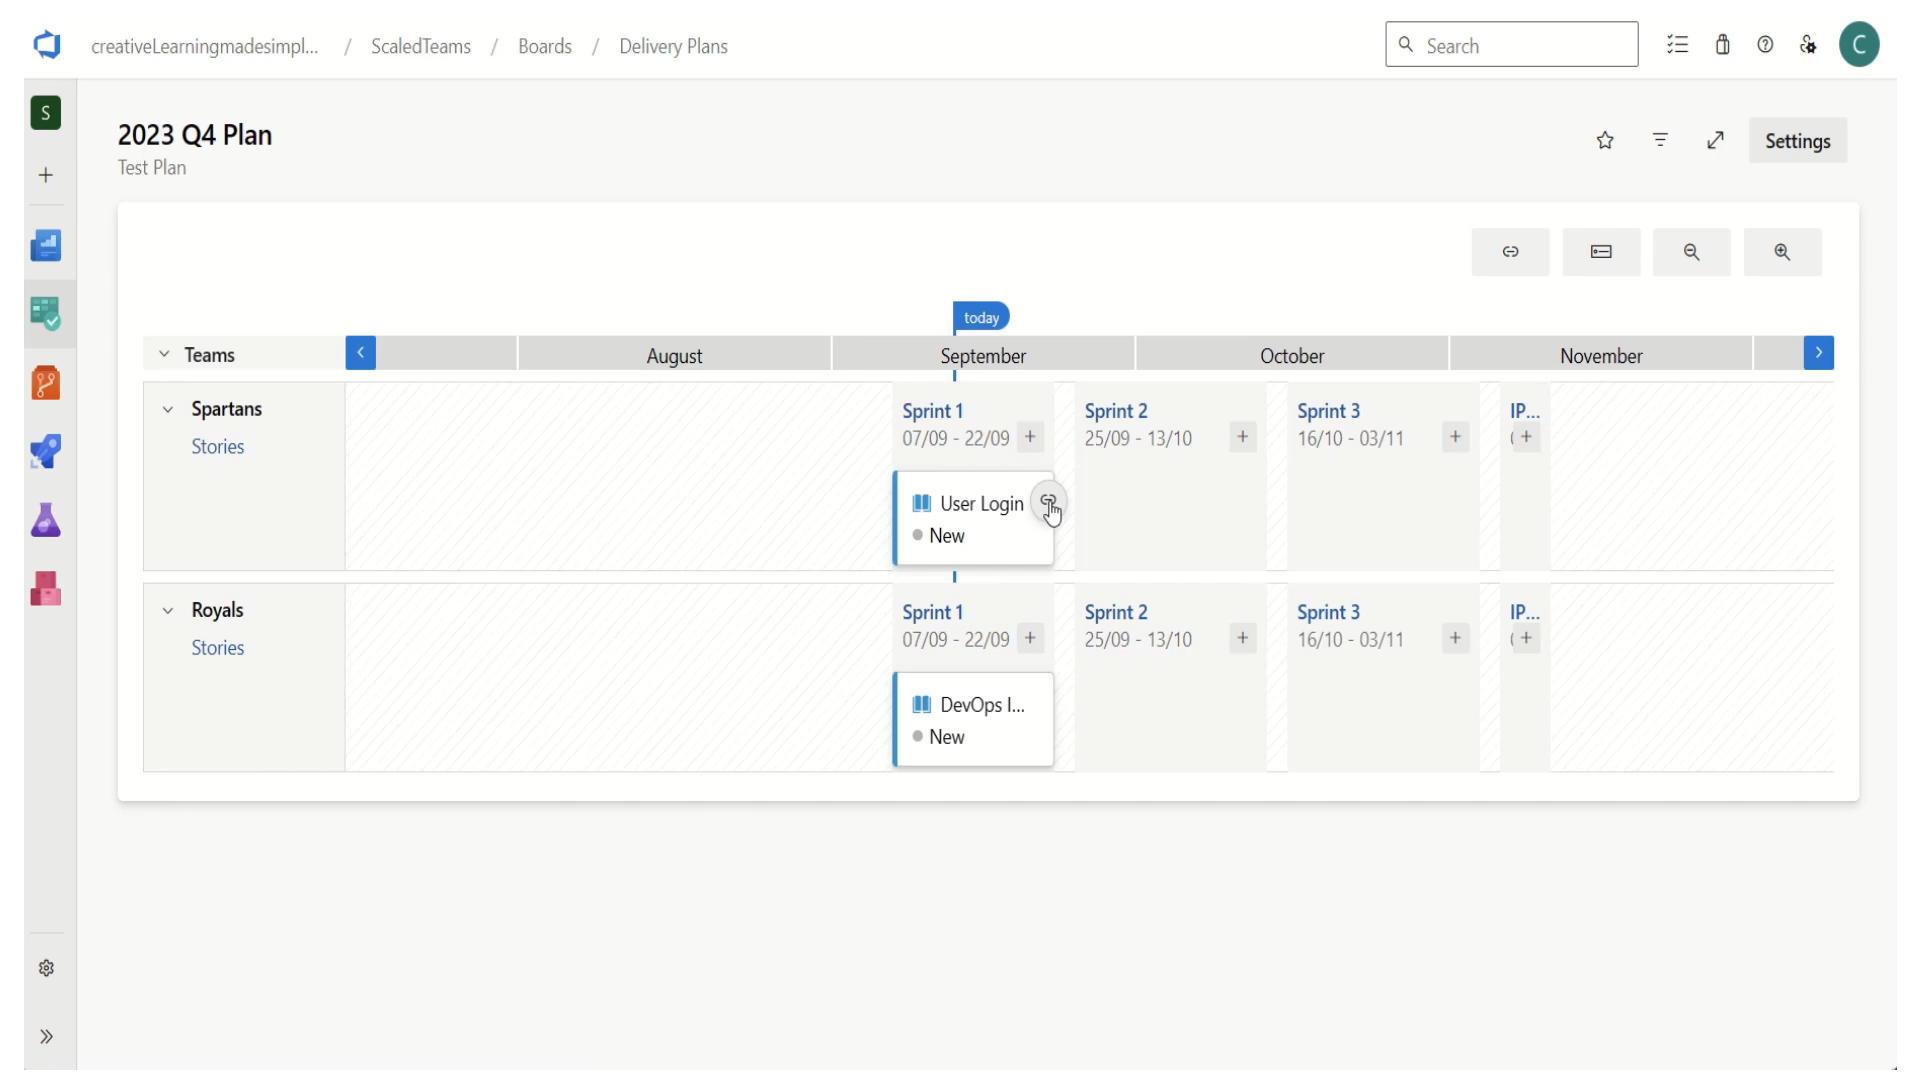 creativeLearningmadesimpl... / ScaledTeams / Boards / Delivery Plans
Search
C
S
2023 Q4 Plan
Test Plan
Settings
today
Teams
August
September
October
November
Spartans
Stories
Sprint 1
07/09 - 22/09
Sprint 2
25/09 - 13/10
Sprint 3
16/10 - 03/11
IP...
User Login
New
Royals
Stories
Sprint 1
07/09 - 22/09
Sprint 2
25/09 - 13/10
Sprint 3
16/10 - 03/11
IP...
DevOps I...
New